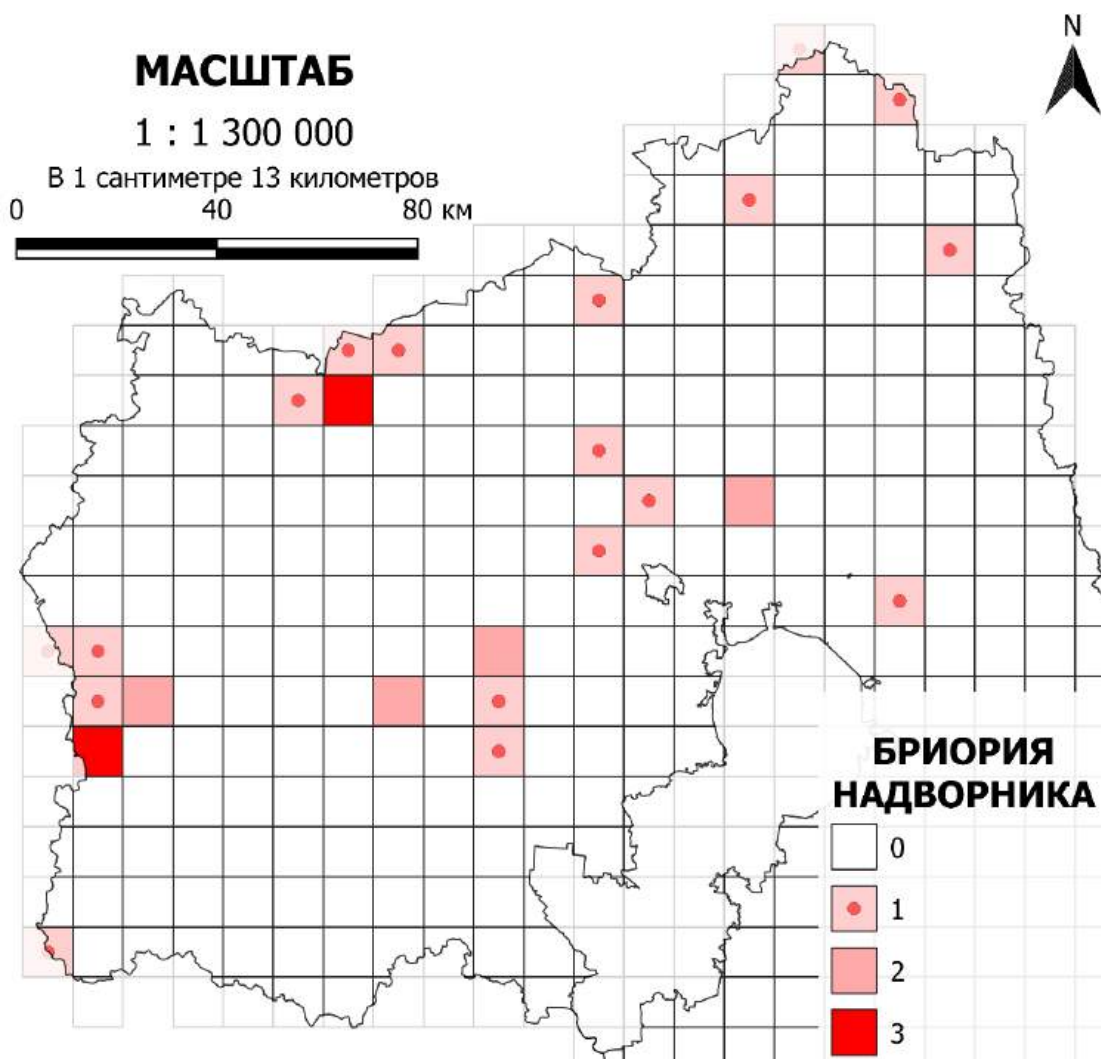 МАСШТАБ
1 : 1 300 000
В 1 сантиметре 13 километров
0 40 80 км
N
БРИОРИЯ
НАДВОРНИКА
0
1
2
3